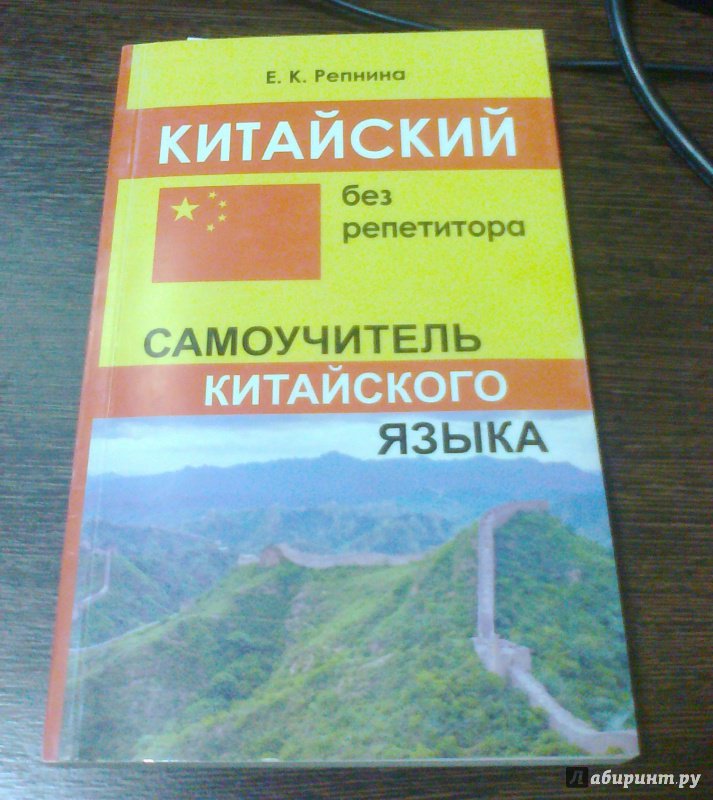 Е. К. Репнина
КИТАЙСКИЙ
без
репетитора
САМОУЧИТЕЛЬ
КИТАЙСКОГО
ЯЗЫКА
Лабиринт.ру